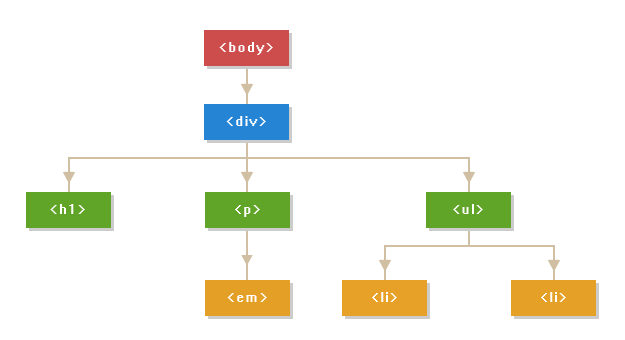 <body>
<div>
<h1>
<p>
<ul>
<em>
<li>
<li>